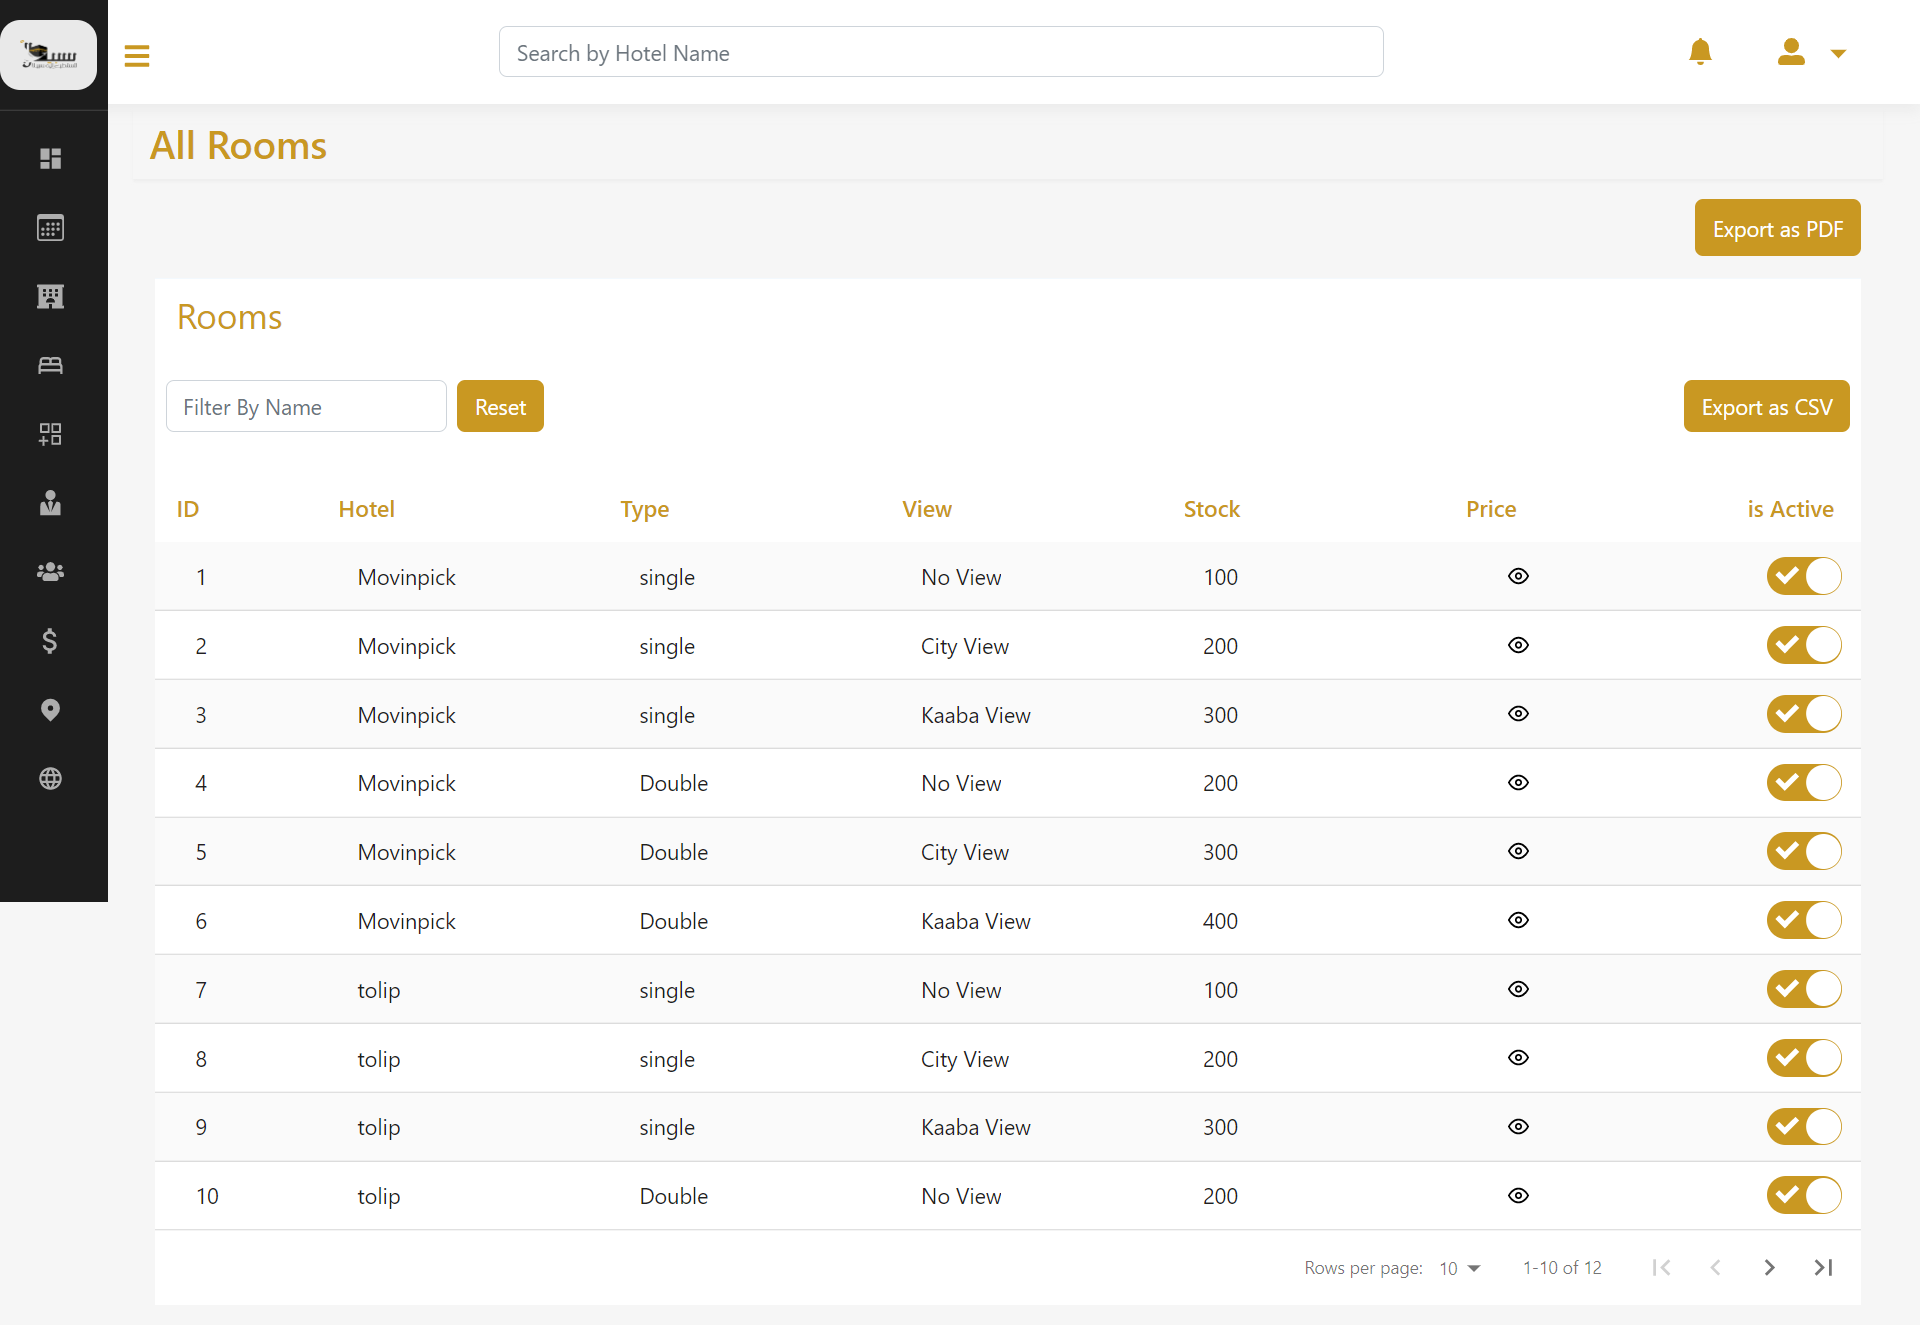 Search by Hotel Name
All Rooms
Export as PDF
Rooms
Filter By Name Reset Export as CSV
ID Hotel Type View Stock Price is Active
1 Movinpick single No View 100
2 Movinpick single City View 200
3 Movinpick single Kaaba View 300
4 Movinpick Double No View 200
5 Movinpick Double City View 300
6 Movinpick Double Kaaba View 400
7 tolip single No View 100
8 tolip single City View 200
9 tolip single Kaaba View 300
10 tolip Double No View 200
Rows per page: 10 1-10 of 12